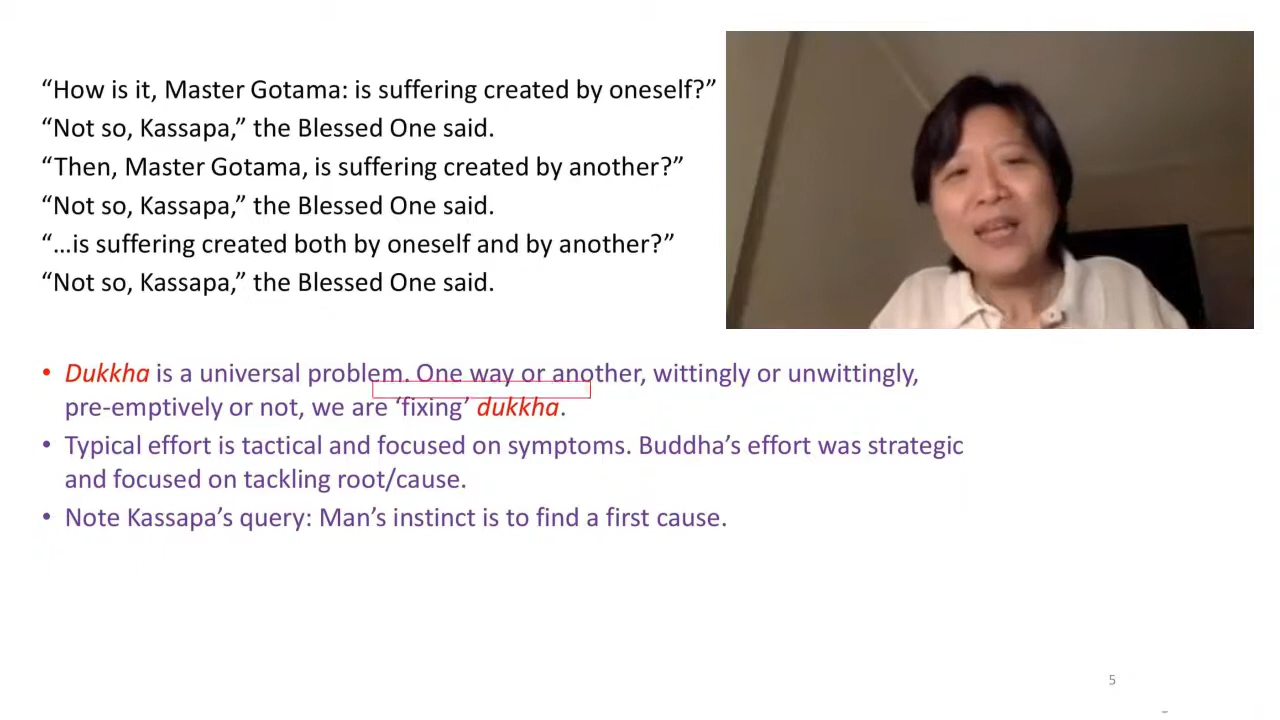 “How is it, Master Gotama: is suffering created by oneself?”
“Not so, Kassapa,” the Blessed One said.
“Then, Master Gotama, is suffering created by another?”
“Not so, Kassapa,” the Blessed One said.
“…is suffering created both by oneself and by another?”
“Not so, Kassapa,” the Blessed One said.
• Dukkha is a universal problem. One way or another, wittingly or unwittingly,
pre-emptively or not, we are ‘fixing’ dukkha.
• Typical effort is tactical and focused on symptoms. Buddha’s effort was strategic
and focused on tackling root/cause.
• Note Kassapa’s query: Man’s instinct is to find a first cause.
5